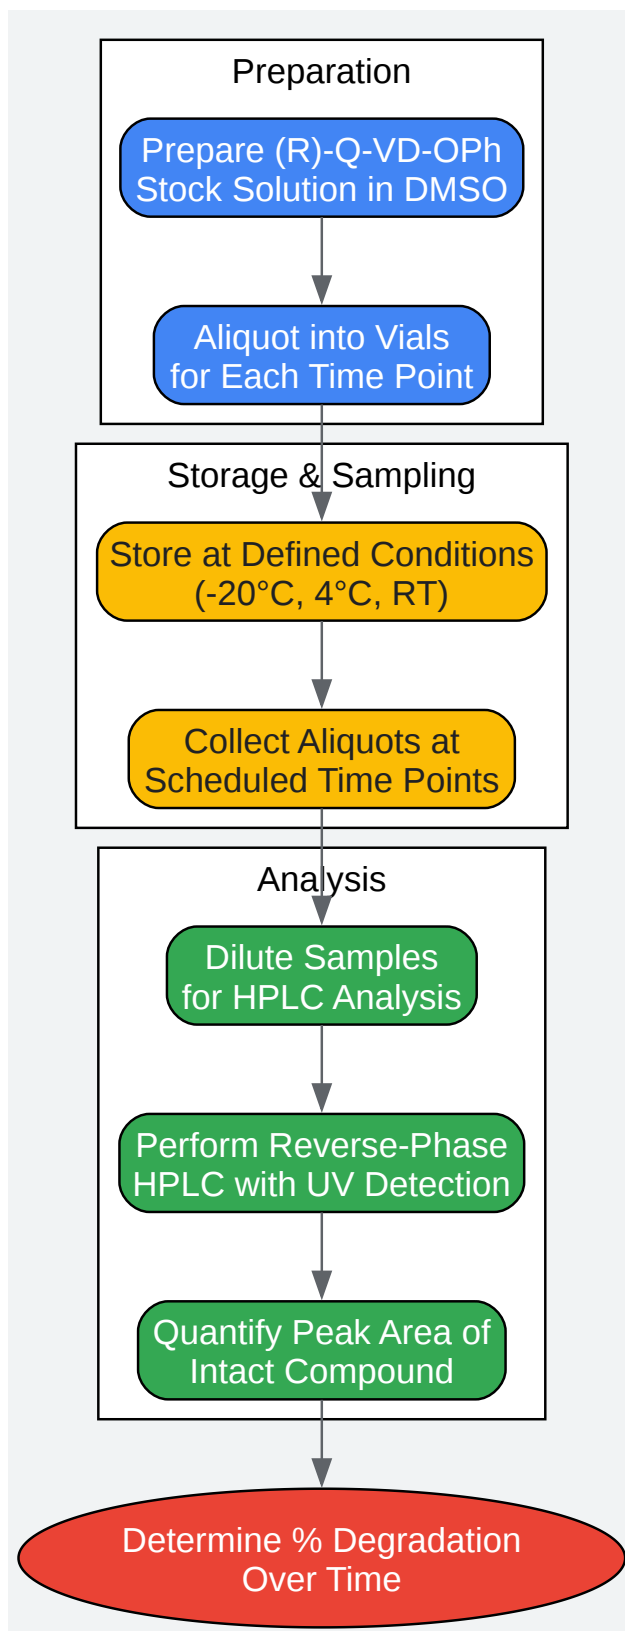 Preparation
Prepare (R)-Q-VD-OPh
Stock Solution in DMSO
Aliquot into Vials
for Each Time Point
Storage & Sampling
Store at Defined Conditions
(-20°C, 4°C, RT)
Collect Aliquots at
Scheduled Time Points
Analysis
Dilute Samples
for HPLC Analysis
Perform Reverse-Phase
HPLC with UV Detection
Quantify Peak Area of
Intact Compound
Determine % Degradation
Over Time